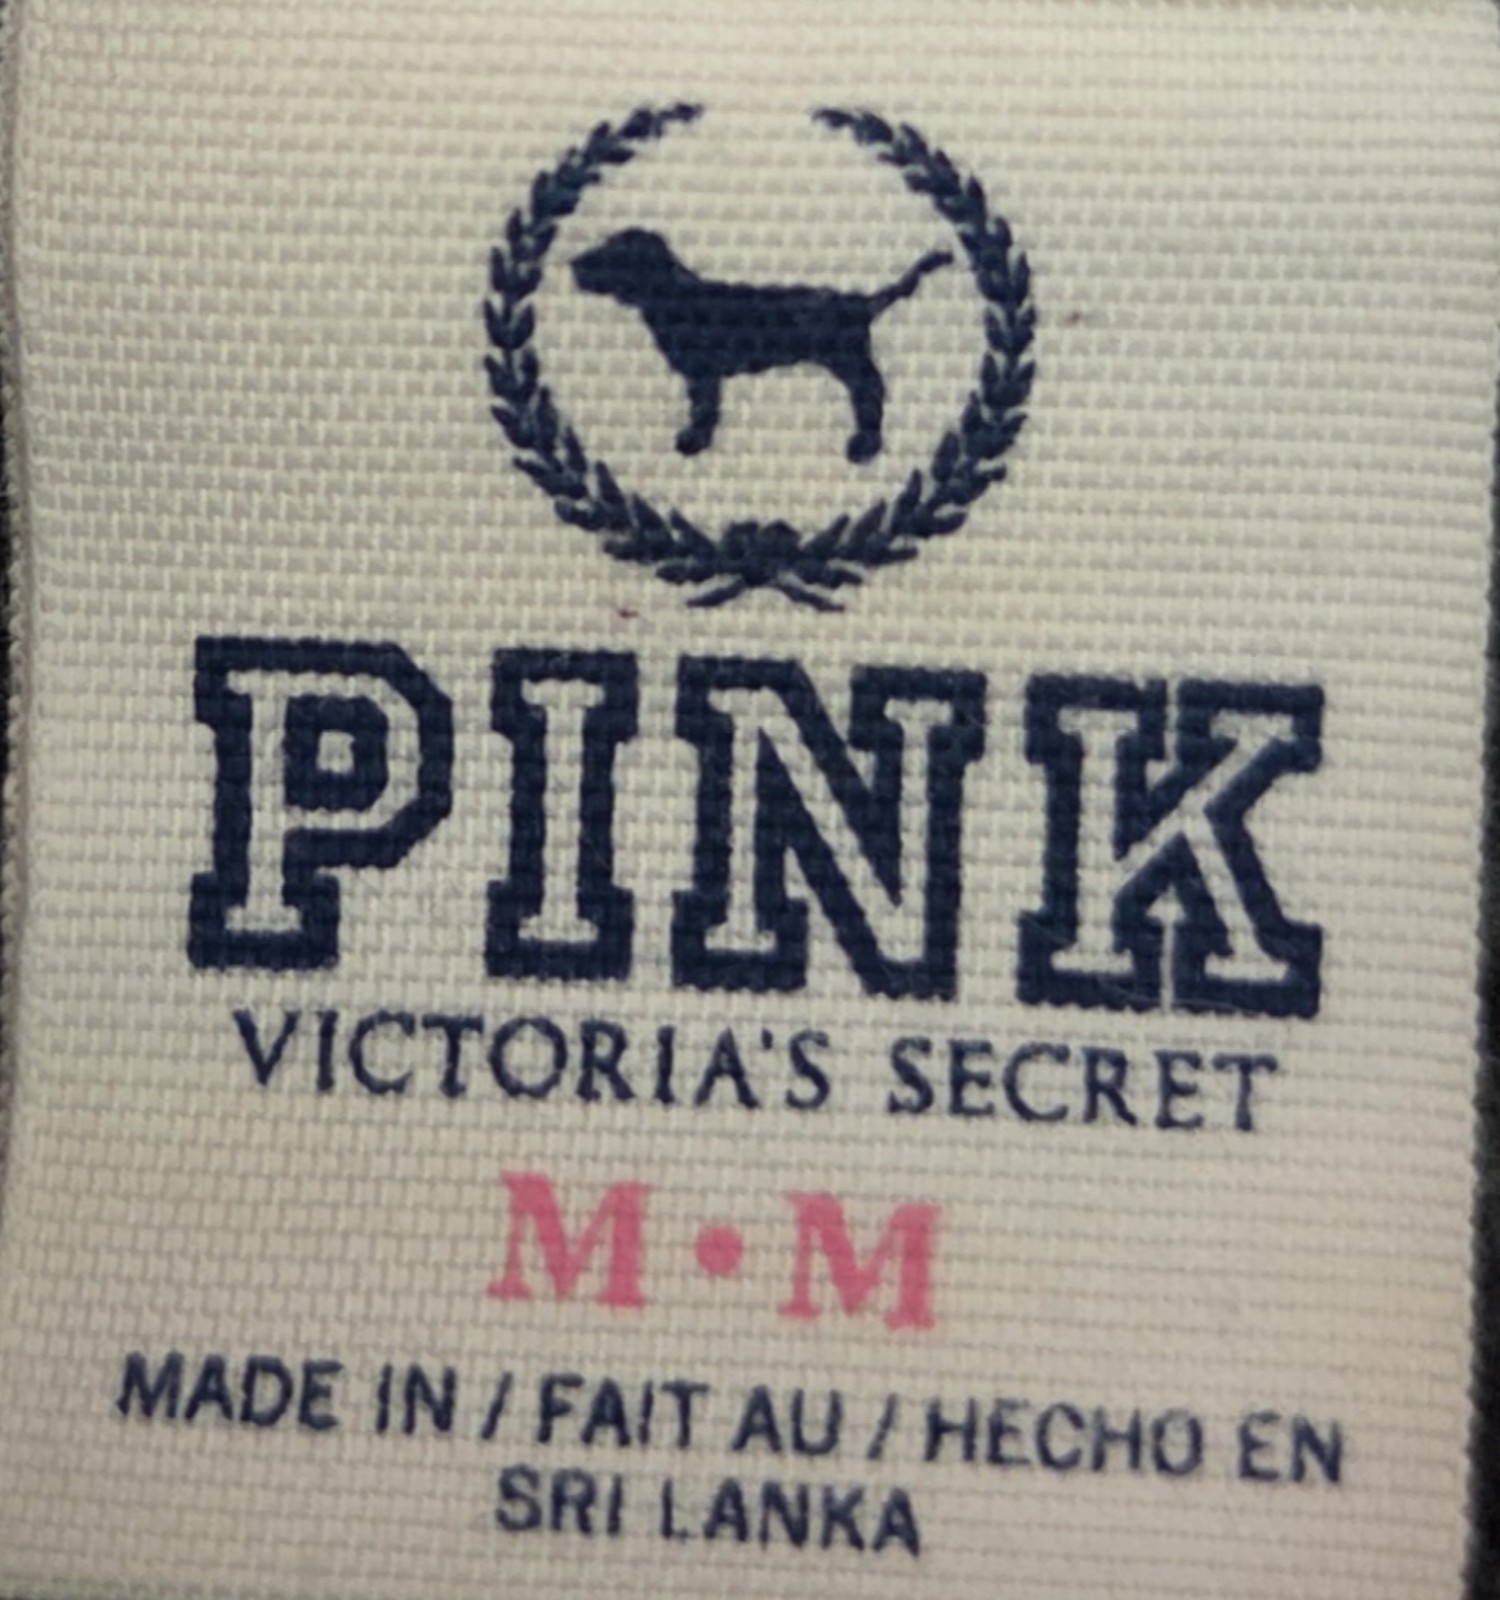 PINK
VICTORIA'S SECRET
M•M
MADE IN / FAIT AU / HECHO EN
SRI LANKA